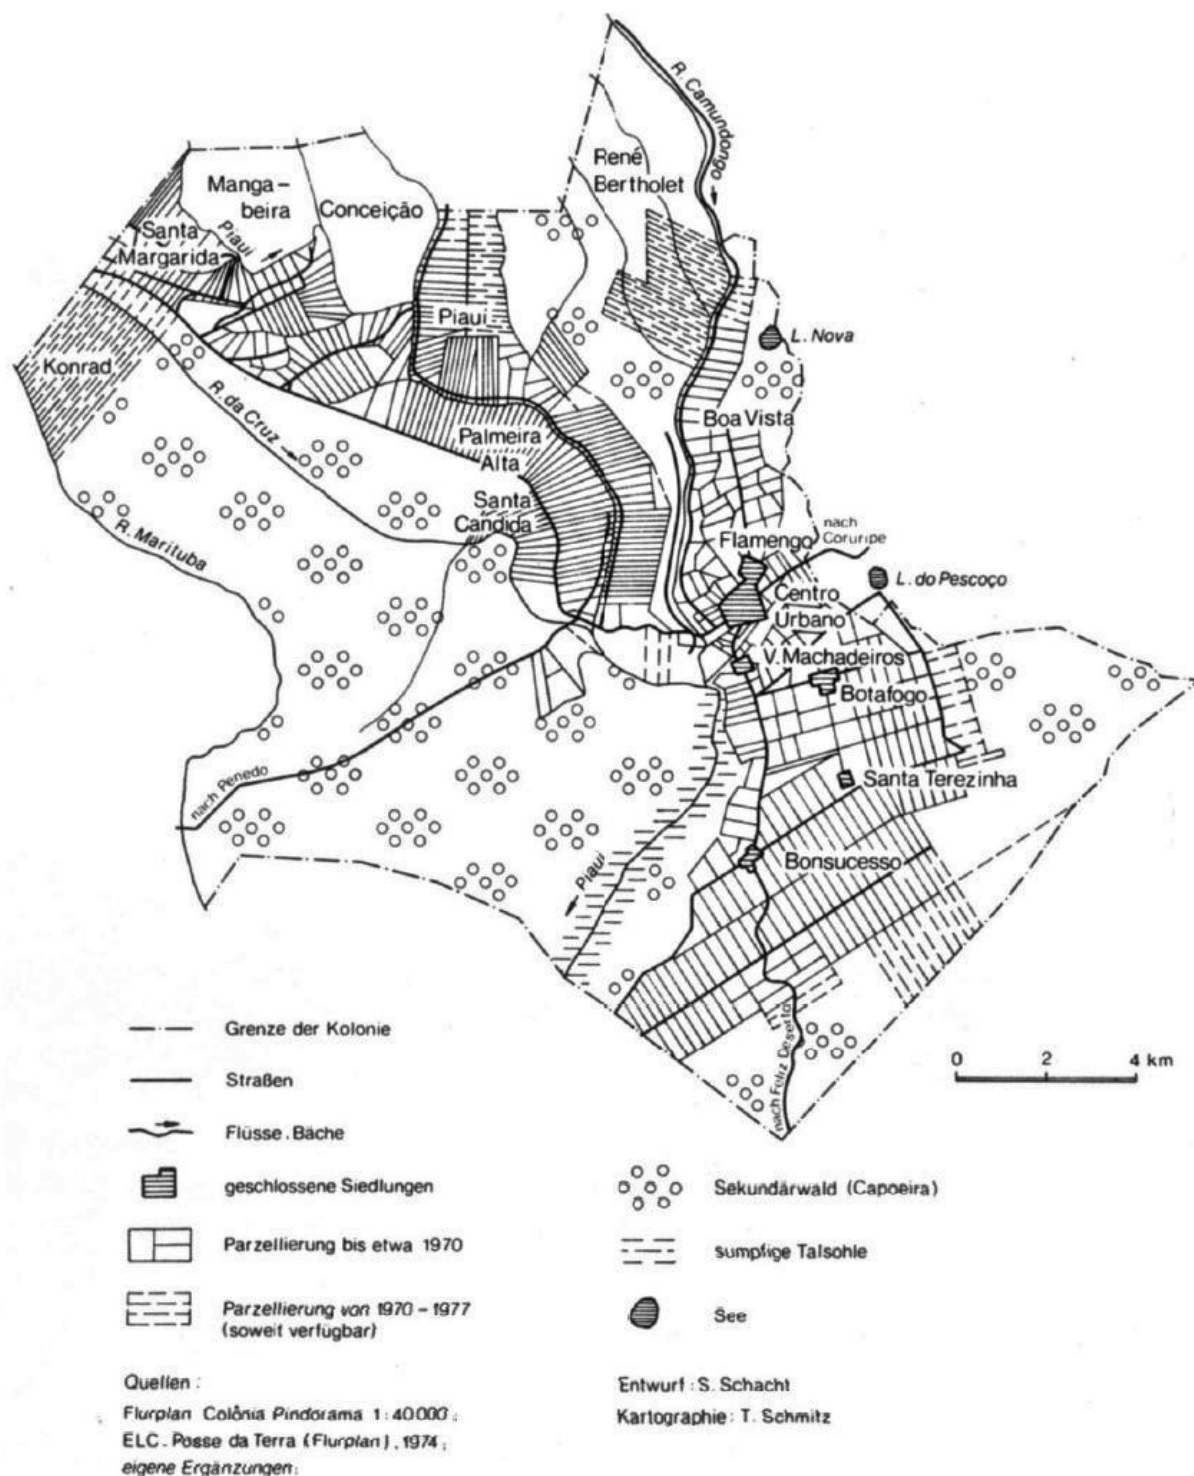 R. Camundongo
René
Bertholet
Manga-
beira
Conceição
Santa
Margarida
Piauí
Piauí
L. Nova
Konrad
R. da Cruz
Boa Vista
Palmeira
Alta
Santa
Candida
R. Marituba
Flamengo
nach
Coruripe
L. do Pescoço
Centro
Urbano
V. Machadeiros
Botafogo
nach Penedo
Santa Terezinha
Piauí
Bonsucesso
nach Feliz Deserto
Grenze der Kolonie
0 2 4 km
Straßen
Flüsse. Bäche
geschlossene Siedlungen
Sekundärwald (Capoeira)
Parzellierung bis etwa 1970
sumpfige Talsohle
Parzellierung von 1970 – 1977
(soweit verfügbar)
See
Quellen :
Entwurf : S. Schacht
Flurplan Colônia Pindorama 1 : 40000 ;
Kartographie : T. Schmitz
ELC. Posse da Terra (Flurplan) , 1974 ;
eigene Ergänzungen;